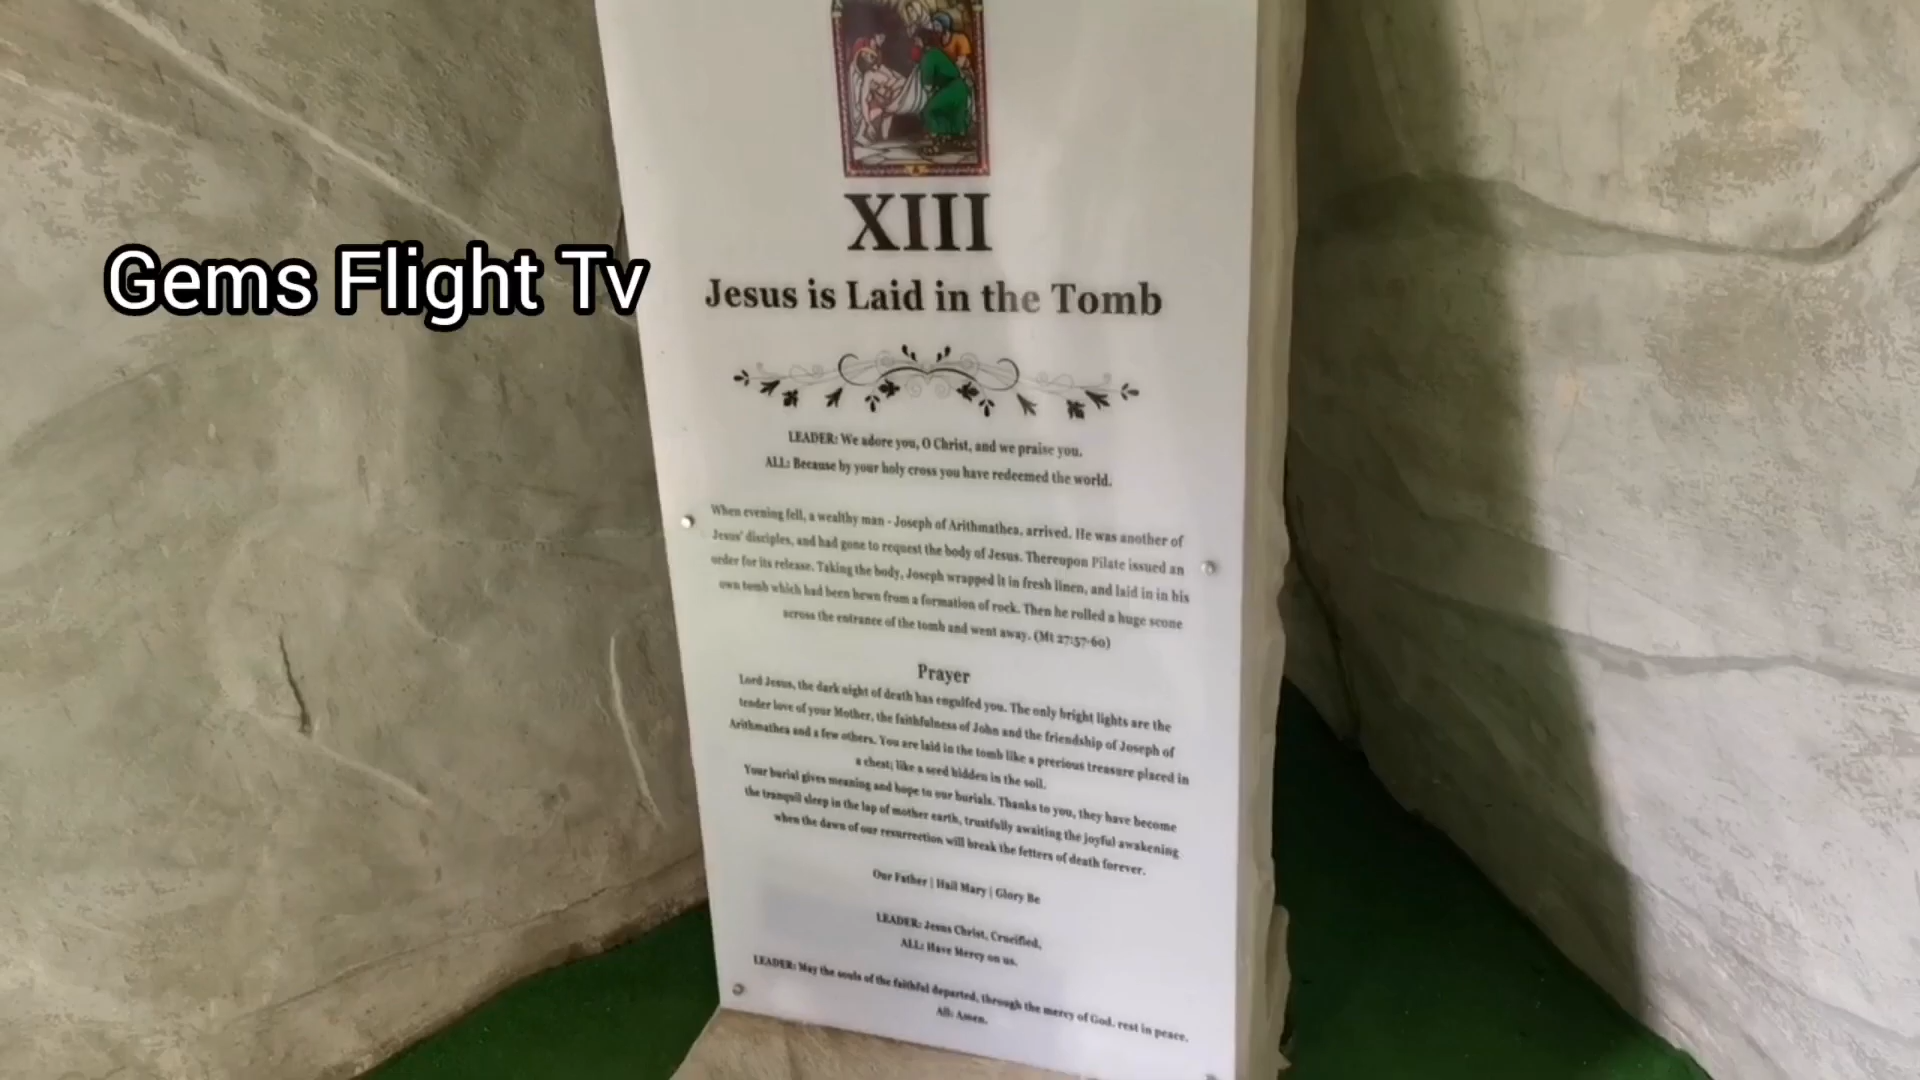 Gems Flight Tv
XIII
Jesus is Laid in the Tomb
LEADER: We adore you, O Christ, and we praise you.
ALL: Because by your holy cross you have redeemed the world.
When evening fell, a wealthy man - Joseph of Arithmathea, arrived. He was another of
Jesus' disciples, and had gone to request the body of Jesus. Thereupon Pilate issued an
order for its release. Taking the body, Joseph wrapped it in fresh linen, and laid in in his
own tomb which had been hewn from a formation of rock. Then he rolled a huge scone
across the entrance of the tomb and went away. (Mt 27:57-60)
Prayer
Lord Jesus, the dark night of death has engulfed you. The only bright lights are the
tender love of your Mother, the faithfulness of John and the friendship of Joseph of
Arithmathea and a few others. You are laid in the tomb like a precious treasure placed in
a chest; like a seed hidden in the soil.
Your burial gives meaning and hope to our burials. Thanks to you, they have become
the tranquil sleep in the lap of mother earth, trustfully awaiting the joyful awakening
when the dawn of our resurrection will break the fetters of death forever.
Our Father | Hail Mary | Glory Be
LEADER: Jesus Christ, Crucified,
ALL: Have Mercy on us.
LEADER: May the souls of the faithful departed, through the mercy of God, rest in peace.
All: Amen.